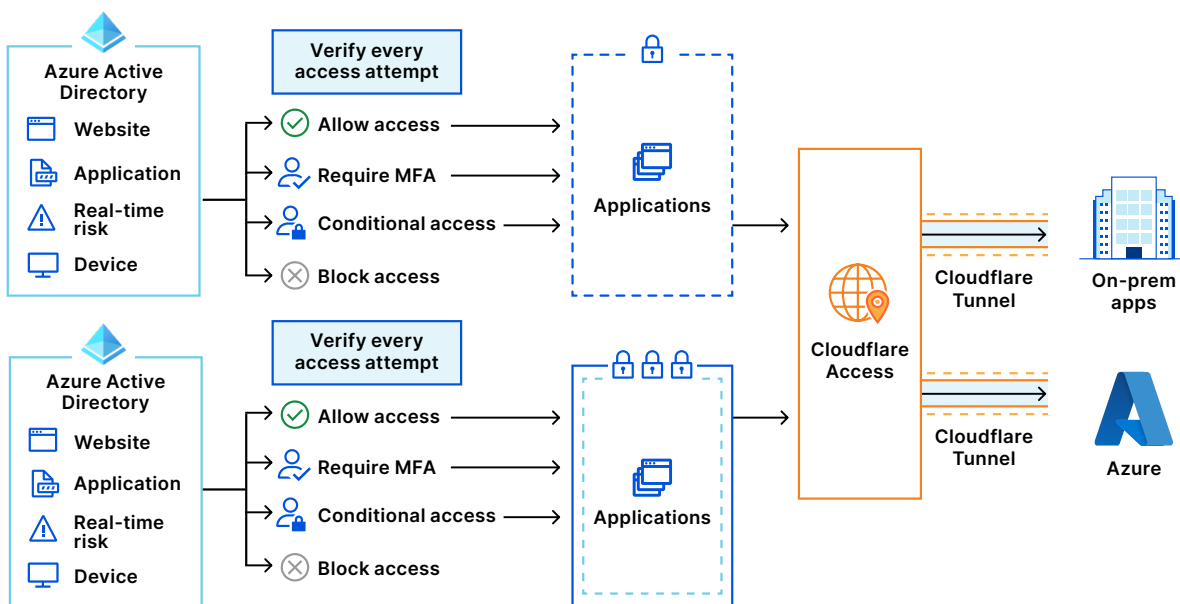 Azure Active
Directory
Website
Application
Real-time
risk
Device
Verify every
access attempt
Allow access
Require MFA
Conditional access
Block access
Applications
Azure Active
Directory
Website
Application
Real-time
risk
Device
Verify every
access attempt
Allow access
Require MFA
Conditional access
Block access
Applications
Cloudflare
Access
Cloudflare
Tunnel
On-prem
apps
Cloudflare
Tunnel
Azure